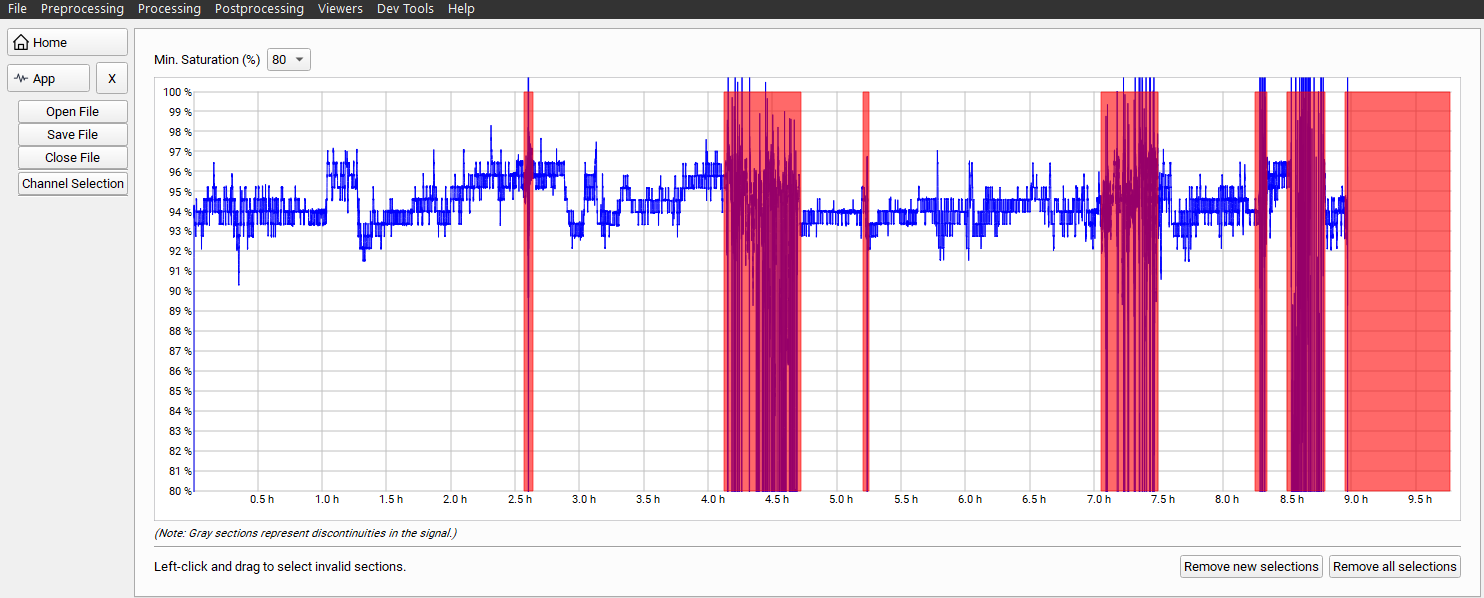 File Preprocessing Processing Postprocessing Viewers Dev Tools Help
Home
App X
Open File
Save File
Close File
Channel Selection
Min. Saturation (%) 80
100 %
99 %
98 %
97 %
96 %
95 %
94 %
93 %
92 %
91 %
90 %
89 %
88 %
87 %
86 %
85 %
84 %
83 %
82 %
81 %
80 %
0.5 h 1.0 h 1.5 h 2.0 h 2.5 h 3.0 h 3.5 h 4.0 h 4.5 h 5.0 h 5.5 h 6.0 h 6.5 h 7.0 h 7.5 h 8.0 h 8.5 h 9.0 h 9.5 h
(Note: Gray sections represent discontinuities in the signal.)
Left-click and drag to select invalid sections.
Remove new selections Remove all selections